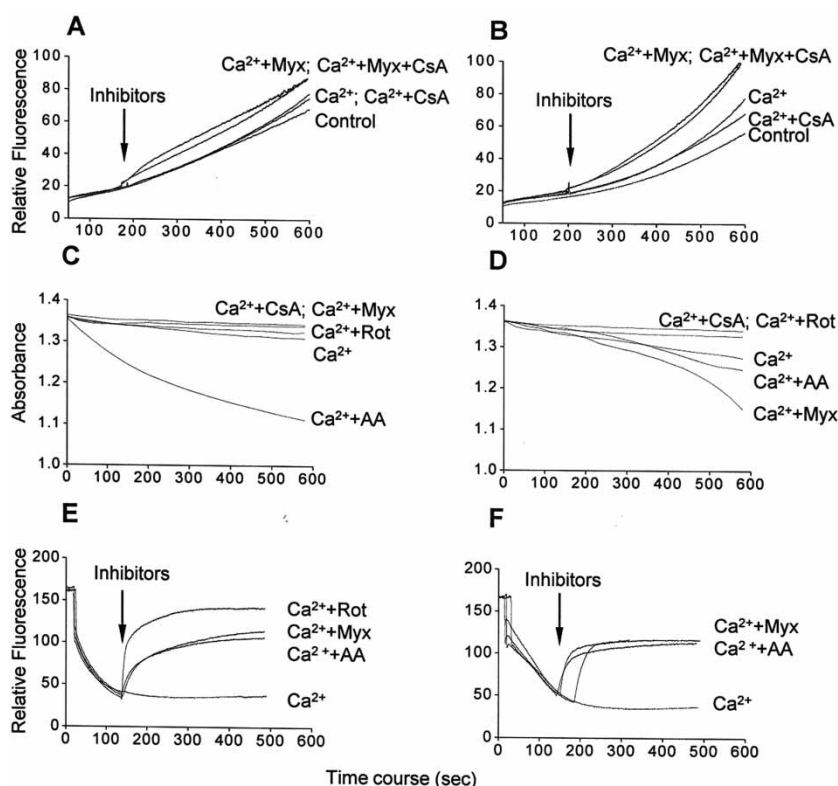 A
Relative Fluorescence
100
80
60
40
20
0
100 200 300 400 500 600
Inhibitors
Ca²⁺+Myx; Ca²⁺+Myx+CsA
Ca²⁺; Ca²⁺+CsA
Control
B
100
80
60
40
20
0
100 200 300 400 500 600
Inhibitors
Ca²⁺+Myx; Ca²⁺+Myx+CsA
Ca²⁺
Ca²⁺+CsA
Control
C
Absorbance
1.4
1.3
1.2
1.1
1.0
0 100 200 300 400 500 600
Ca²⁺+CsA; Ca²⁺+Myx
Ca²⁺+Rot
Ca²⁺
Ca²⁺+AA
D
1.4
1.3
1.2
1.1
1.0
0 100 200 300 400 500 600
Ca²⁺+CsA; Ca²⁺+Rot
Ca²⁺
Ca²⁺+AA
Ca²⁺+Myx
E
Relative Fluorescence
200
150
100
50
0
0 100 200 300 400 500 600
Inhibitors
Ca²⁺+Rot
Ca²⁺+Myx
Ca²⁺+AA
Ca²⁺
F
200
150
100
50
0
0 100 200 300 400 500 600
Inhibitors
Ca²⁺+Myx
Ca²⁺+AA
Ca²⁺
Time course (sec)